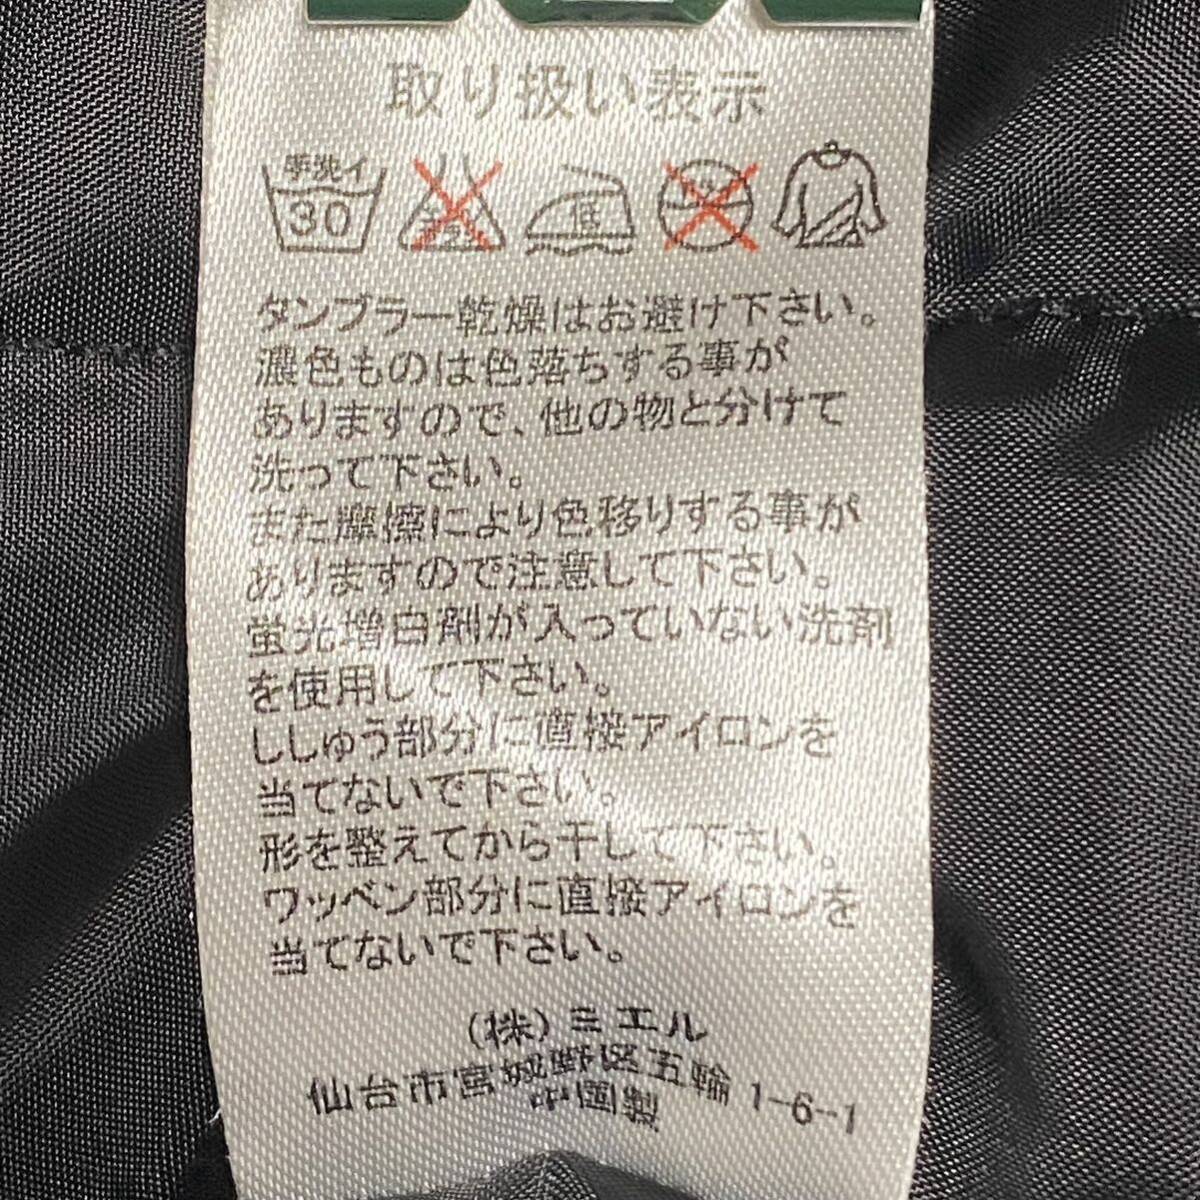 取り扱い表示
手洗イ
30
低
タンブラー乾燥はお避け下さい。
濃色ものは色落ちする事が
ありますので、他の物と分けて
洗って下さい。
また摩擦により色移りする事が
ありますので注意して下さい。
蛍光増白剤が入っていない洗剤
を使用して下さい。
ししゅう部分に直接アイロンを
当てないで下さい。
形を整えてから干して下さい。
ワッペン部分に直接アイロンを
当てないで下さい。
(株)ミエル
仙台市宮城野区五輪 1-6-1
中国製